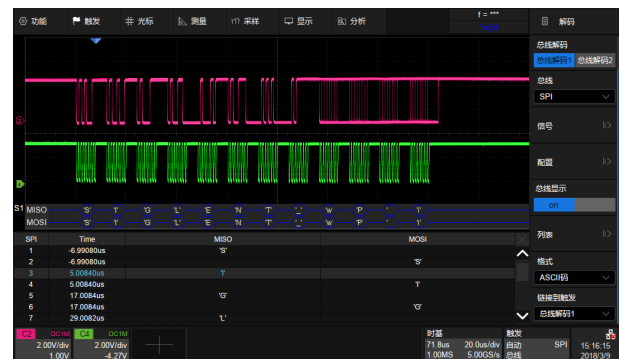 功能 触发 光标 测量 采样 显示 分析 f = *** 解码
总线解码
总线解码1 总线解码2
总线
SPI
信号
配置
总线显示
on
列表
格式
ASCII码
链接到触发
总线解码1
S1 MISO 'S' 'I' 'G' 'L' 'E' 'N' 'T' '_' 'w' 'P'
MOSI 'S' 'I' 'G' 'L' 'E' 'N' 'T' '_' 'w' 'P'
SPI Time MISO MOSI
1 -6.99080us 'S'
2 -6.99080us 'S'
3 5.00840us 'I'
4 5.00840us 'I'
5 17.0084us 'G'
6 17.0084us 'G'
7 29.0082us 'L'
C2 DC1M C4 DC1M 时基 触发
2.00V/div 2.00V/div 71.8us 20.0us/div 自动 SPI 15:16:15
1.00V -4.27V 1.00MS 5.00GS/s 总线 2018/3/9